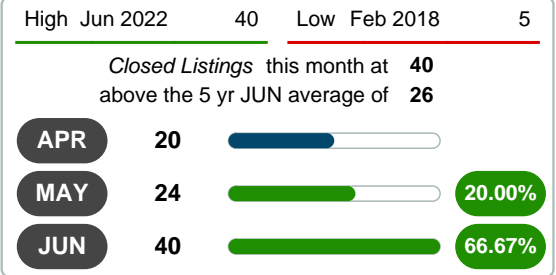 High Jun 2022 40 Low Feb 2018 5
Closed Listings this month at 40
above the 5 yr JUN average of 26
APR 20
MAY 24 20.00%
JUN 40 66.67%